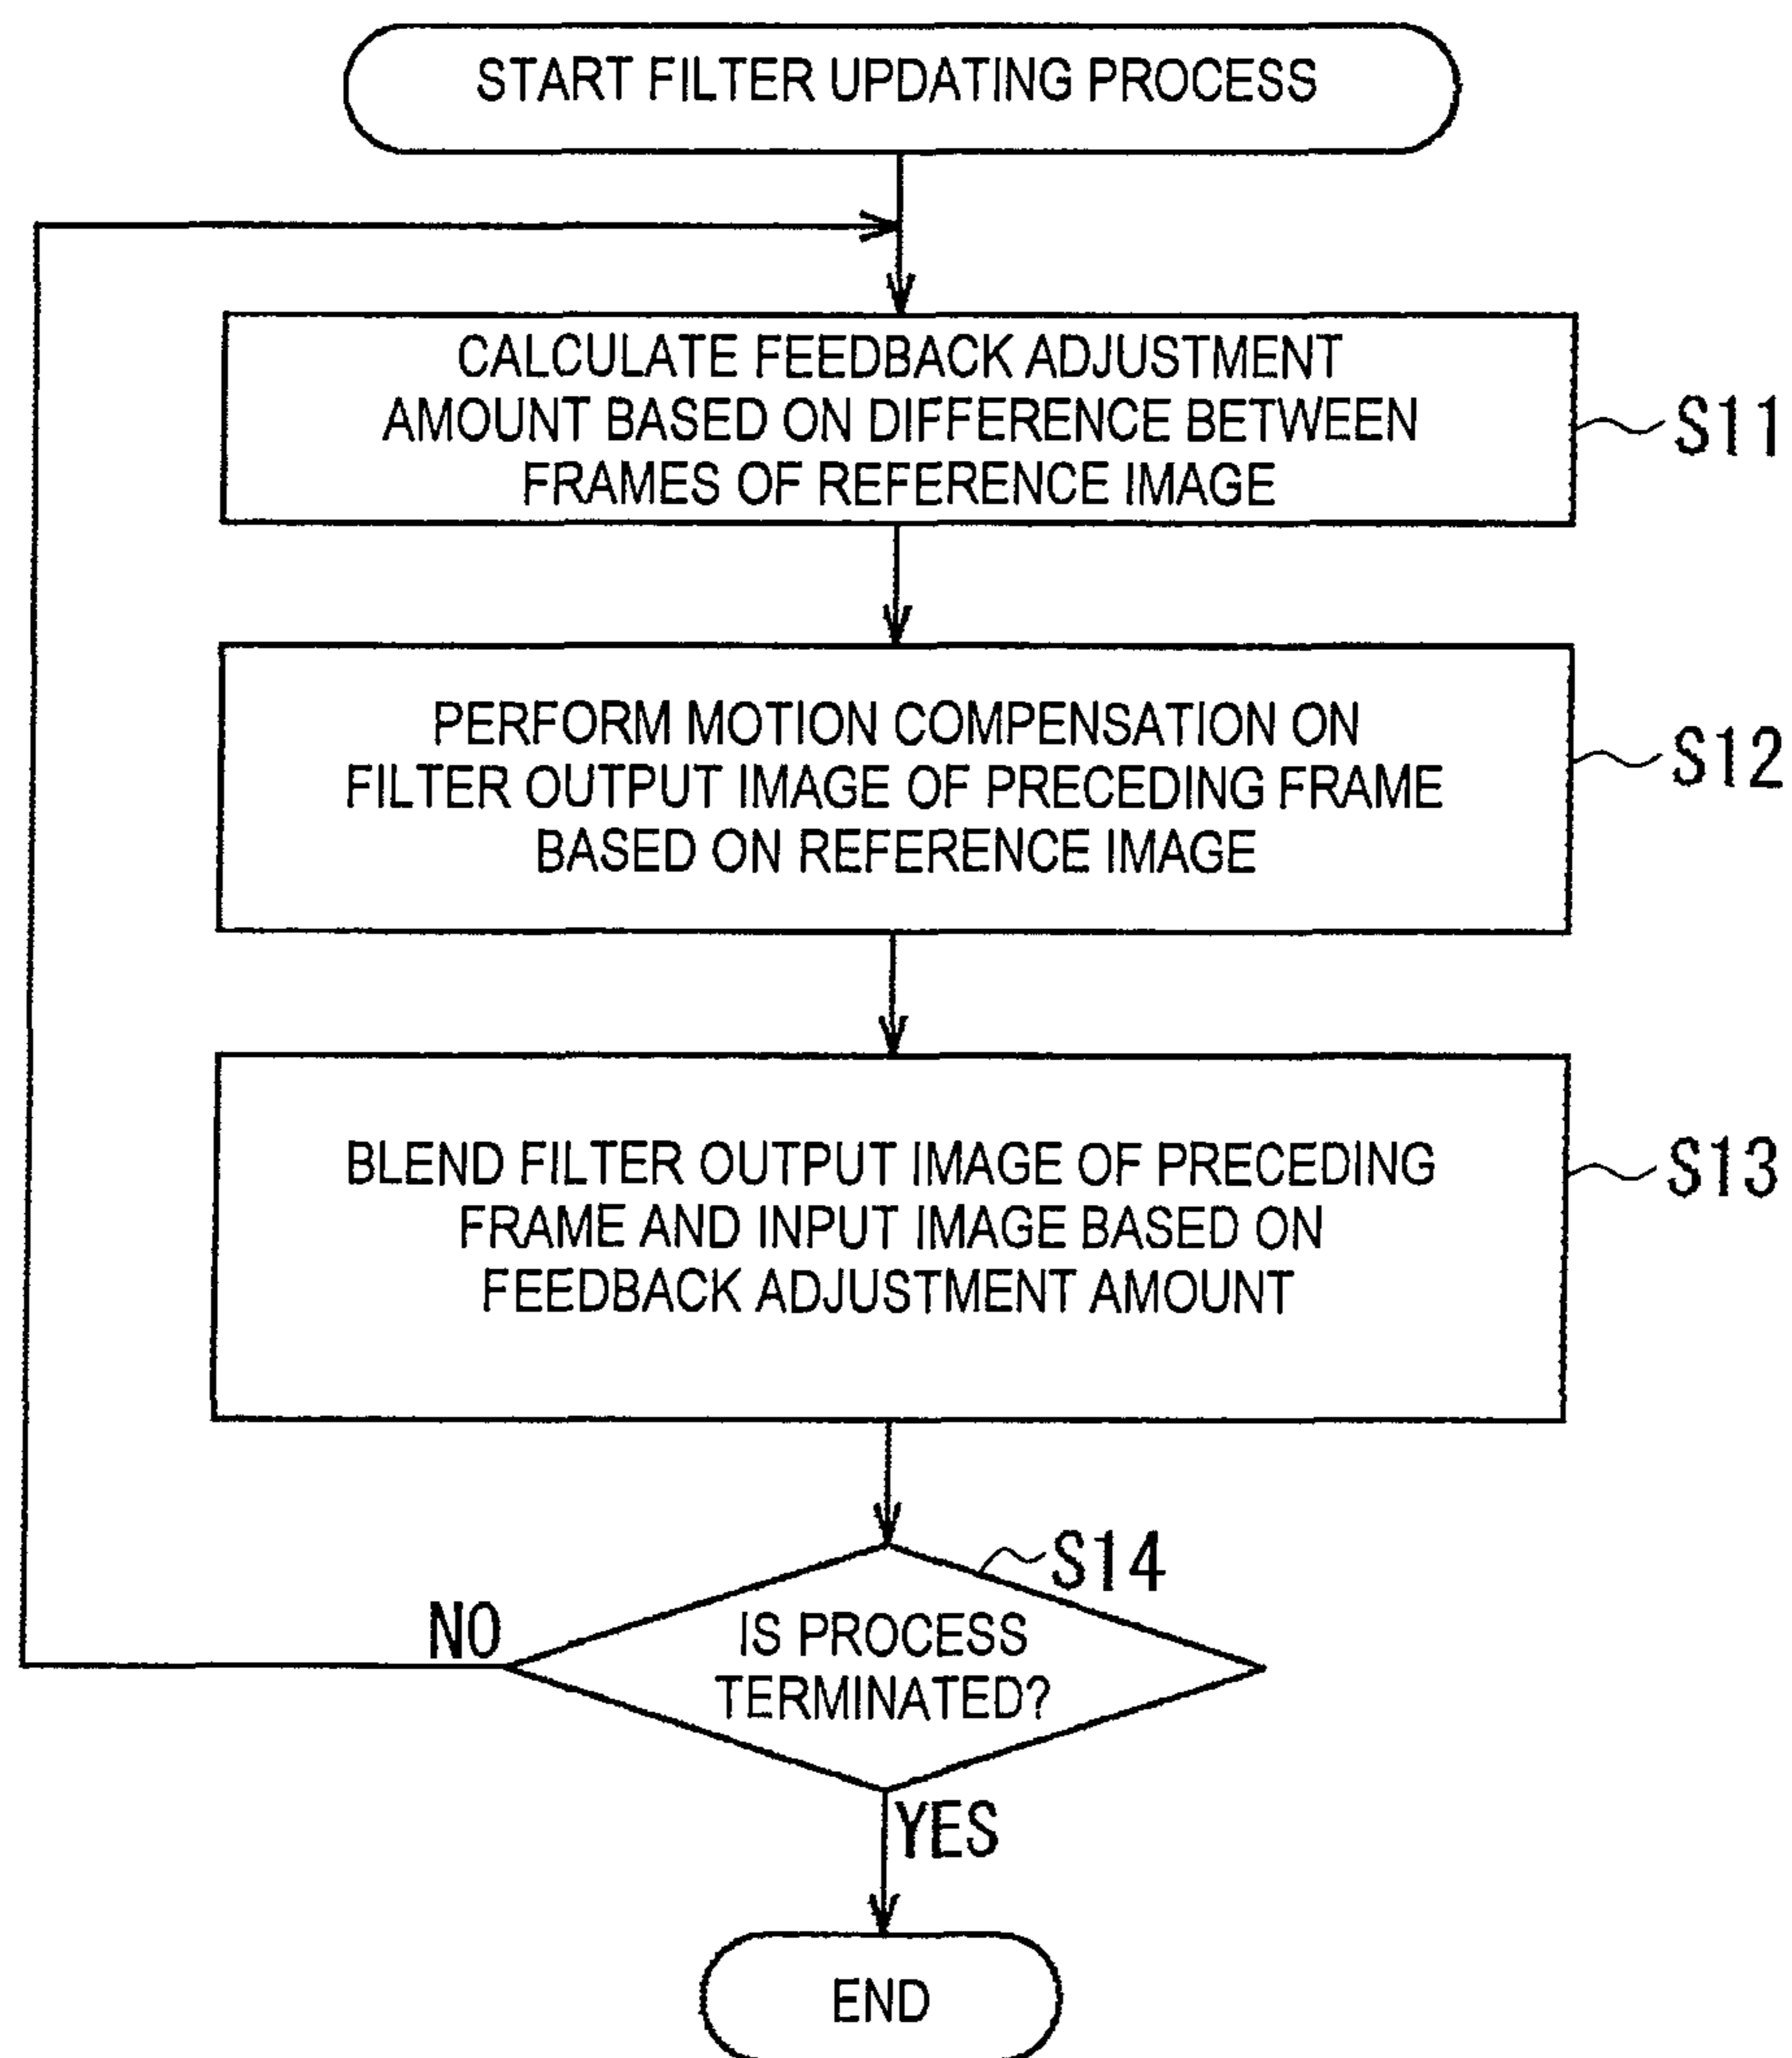 START FILTER UPDATING PROCESS
CALCULATE FEEDBACK ADJUSTMENT
AMOUNT BASED ON DIFFERENCE BETWEEN
FRAMES OF REFERENCE IMAGE
S11
PERFORM MOTION COMPENSATION ON
FILTER OUTPUT IMAGE OF PRECEDING FRAME
BASED ON REFERENCE IMAGE
S12
BLEND FILTER OUTPUT IMAGE OF PRECEDING
FRAME AND INPUT IMAGE BASED ON
FEEDBACK ADJUSTMENT AMOUNT
S13
S14
NO
IS PROCESS
TERMINATED?
YES
END